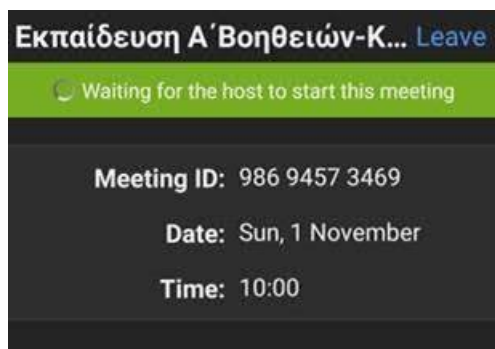 Εκπαίδευση Α΄Βοηθειών-Κ... Leave
Waiting for the host to start this meeting
Meeting ID: 986 9457 3469
Date: Sun, 1 November
Time: 10:00